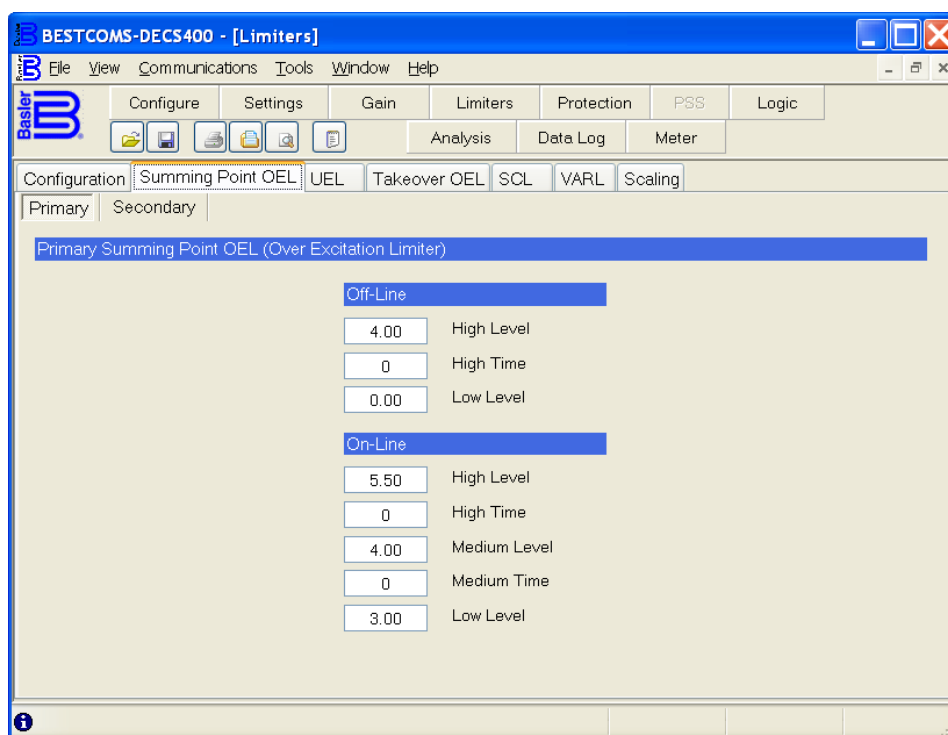 BESTCOMS-DECS400 - [Limiters]
File View Communications Tools Window Help
Basler
Configure Settings Gain Limiters Protection PSS Logic
Analysis Data Log Meter
Configuration Summing Point OEL UEL Takeover OEL SCL VARL Scaling
Primary Secondary
Primary Summing Point OEL (Over Excitation Limiter)
Off-Line
4.00 High Level
0 High Time
0.00 Low Level
On-Line
5.50 High Level
0 High Time
4.00 Medium Level
0 Medium Time
3.00 Low Level